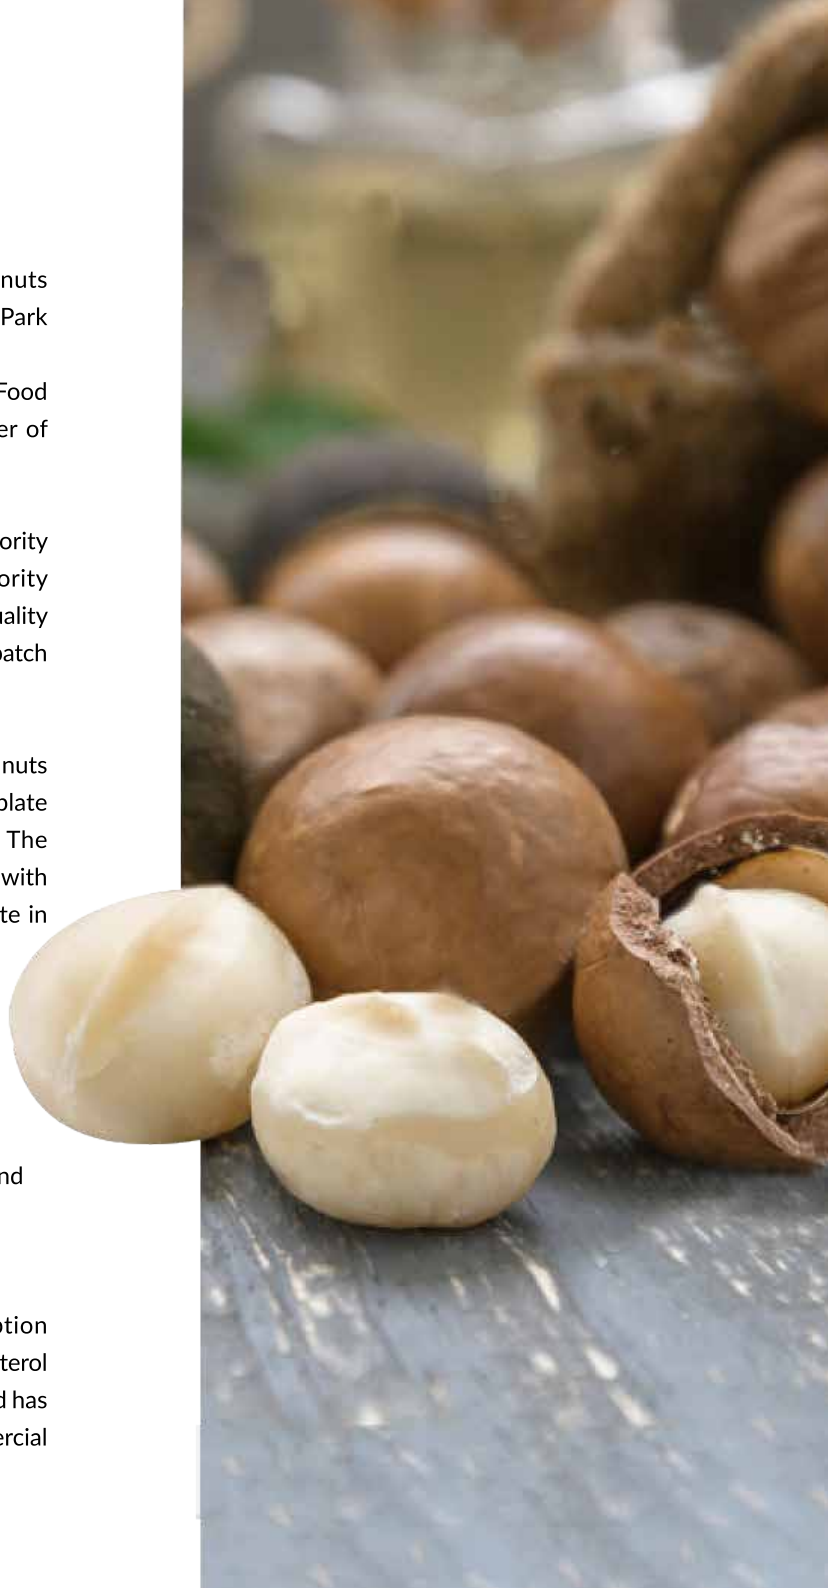 nuts
Park
Food
er of
ority
ority
uality
batch
nuts
plate
The
with
te in
nd
ption
terol
d has
ercial